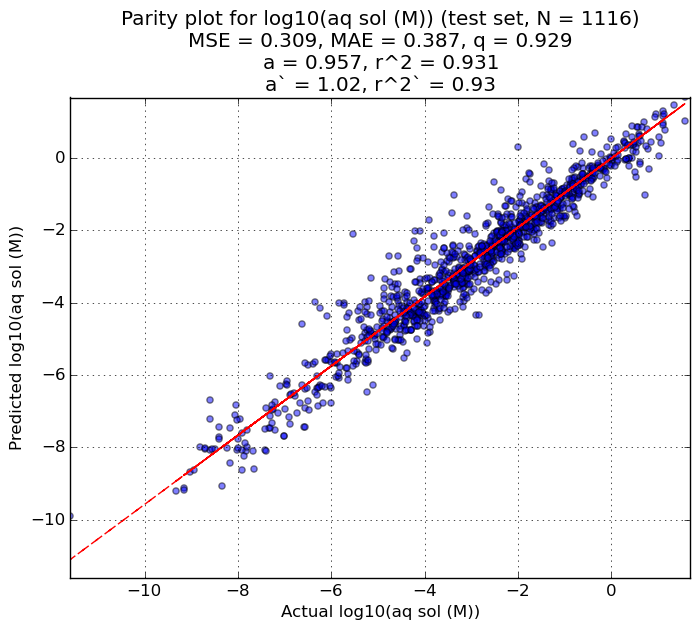 Parity plot for log10(aq sol (M)) (test set, N = 1116)
MSE = 0.309, MAE = 0.387, q = 0.929
a = 0.957, r^2 = 0.931
a` = 1.02, r^2` = 0.93
Predicted log10(aq sol (M))
0
−2
−4
−6
−8
−10
−10 −8 −6 −4 −2 0
Actual log10(aq sol (M))